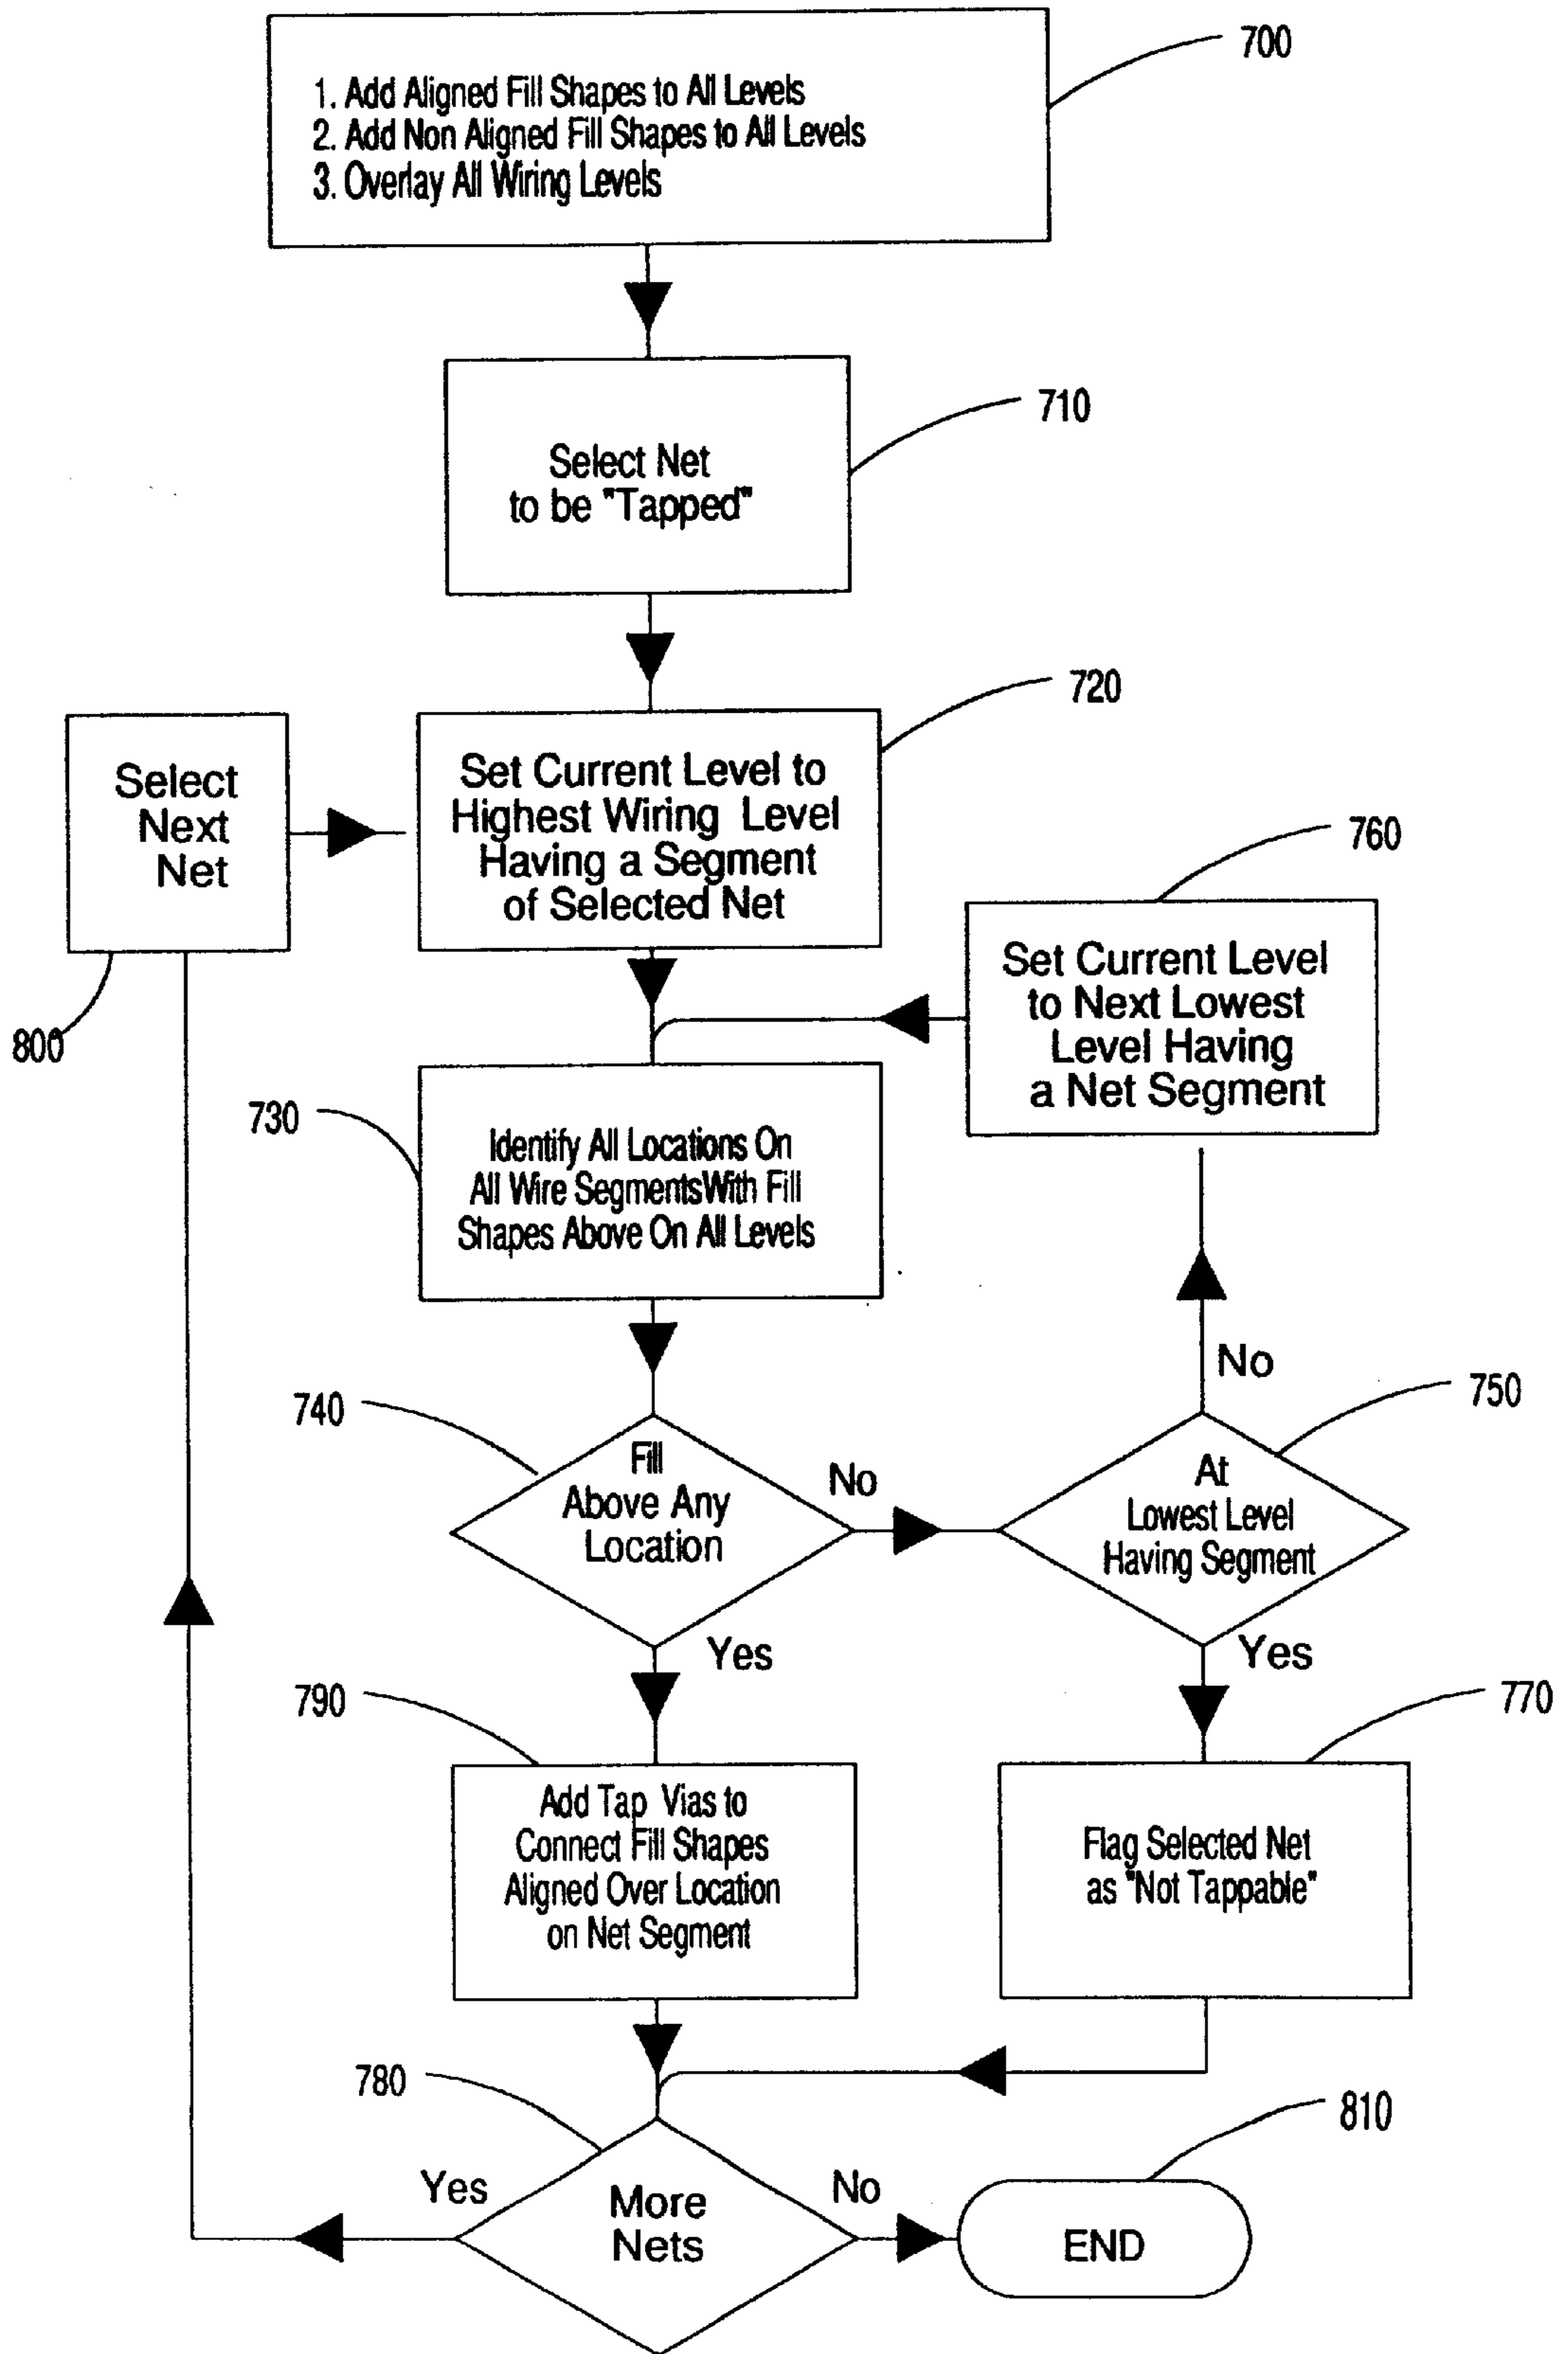 700
1. Add Aligned Fill Shapes to All Levels
2. Add Non Aligned Fill Shapes to All Levels
3. Overlay All Wiring Levels
710
Select Net
to be "Tapped"
720
Select
Next
Net
800
Set Current Level to
Highest Wiring Level
Having a Segment
of Selected Net
760
Set Current Level
to Next Lowest
Level Having
a Net Segment
730
Identify All Locations On
All Wire SegmentsWith Fill
Shapes Above On All Levels
740
Fill
Above Any
Location
No
Yes
750
No
At
Lowest Level
Having Segment
Yes
790
Add Tap Vias to
Connect Fill Shapes
Aligned Over Location
on Net Segment
770
Flag Selected Net
as "Not Tappable"
780
Yes
More
Nets
No
810
END